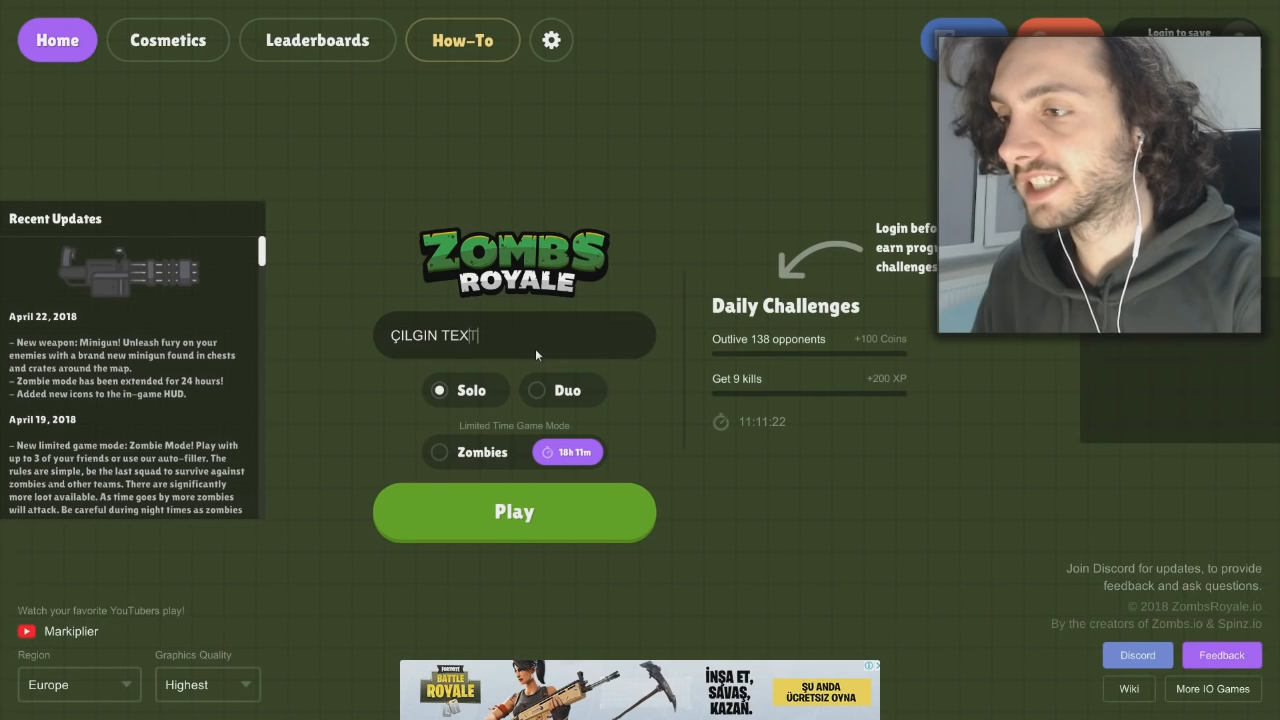 Home
Cosmetics
Leaderboards
How-To
Login to save
Recent Updates
April 22, 2018
- New weapon: Minigun! Unleash fury on your
enemies with a brand new minigun found in chests
and crates around the map.
- Zombie mode has been extended for 24 hours!
- Added new icons to the in-game HUD.
April 19, 2018
- New limited game mode: Zombie Mode! Play with
up to 3 of your friends or use our auto-filler. The
rules are simple, be the last squad to survive against
zombies and other teams. There are significantly
more loot available. As time goes by more zombies
will attack. Be careful during night times as zombies
ZOMBS
ROYALE
ÇILGIN TEXT
Solo
Duo
Limited Time Game Mode
Zombies
18h 11m
Play
Login
earn
challenges
Daily Challenges
Outlive 138 opponents
+100 Coins
Get 9 kills
+200 XP
11:11:22
Watch your favorite YouTubers play!
Markiplier
Region
Graphics Quality
Europe
Highest
FORTNITE
BATTLE
ROYALE
İNŞA ET,
SAVAŞ,
KAZAN.
ŞU ANDA
ÜCRETSIZ OYNA
Join Discord for updates, to provide
feedback and ask questions.
© 2018 ZombsRoyale.io
By the creators of Zombs.io & Spinz.io
Discord
Feedback
Wiki
More IO Games